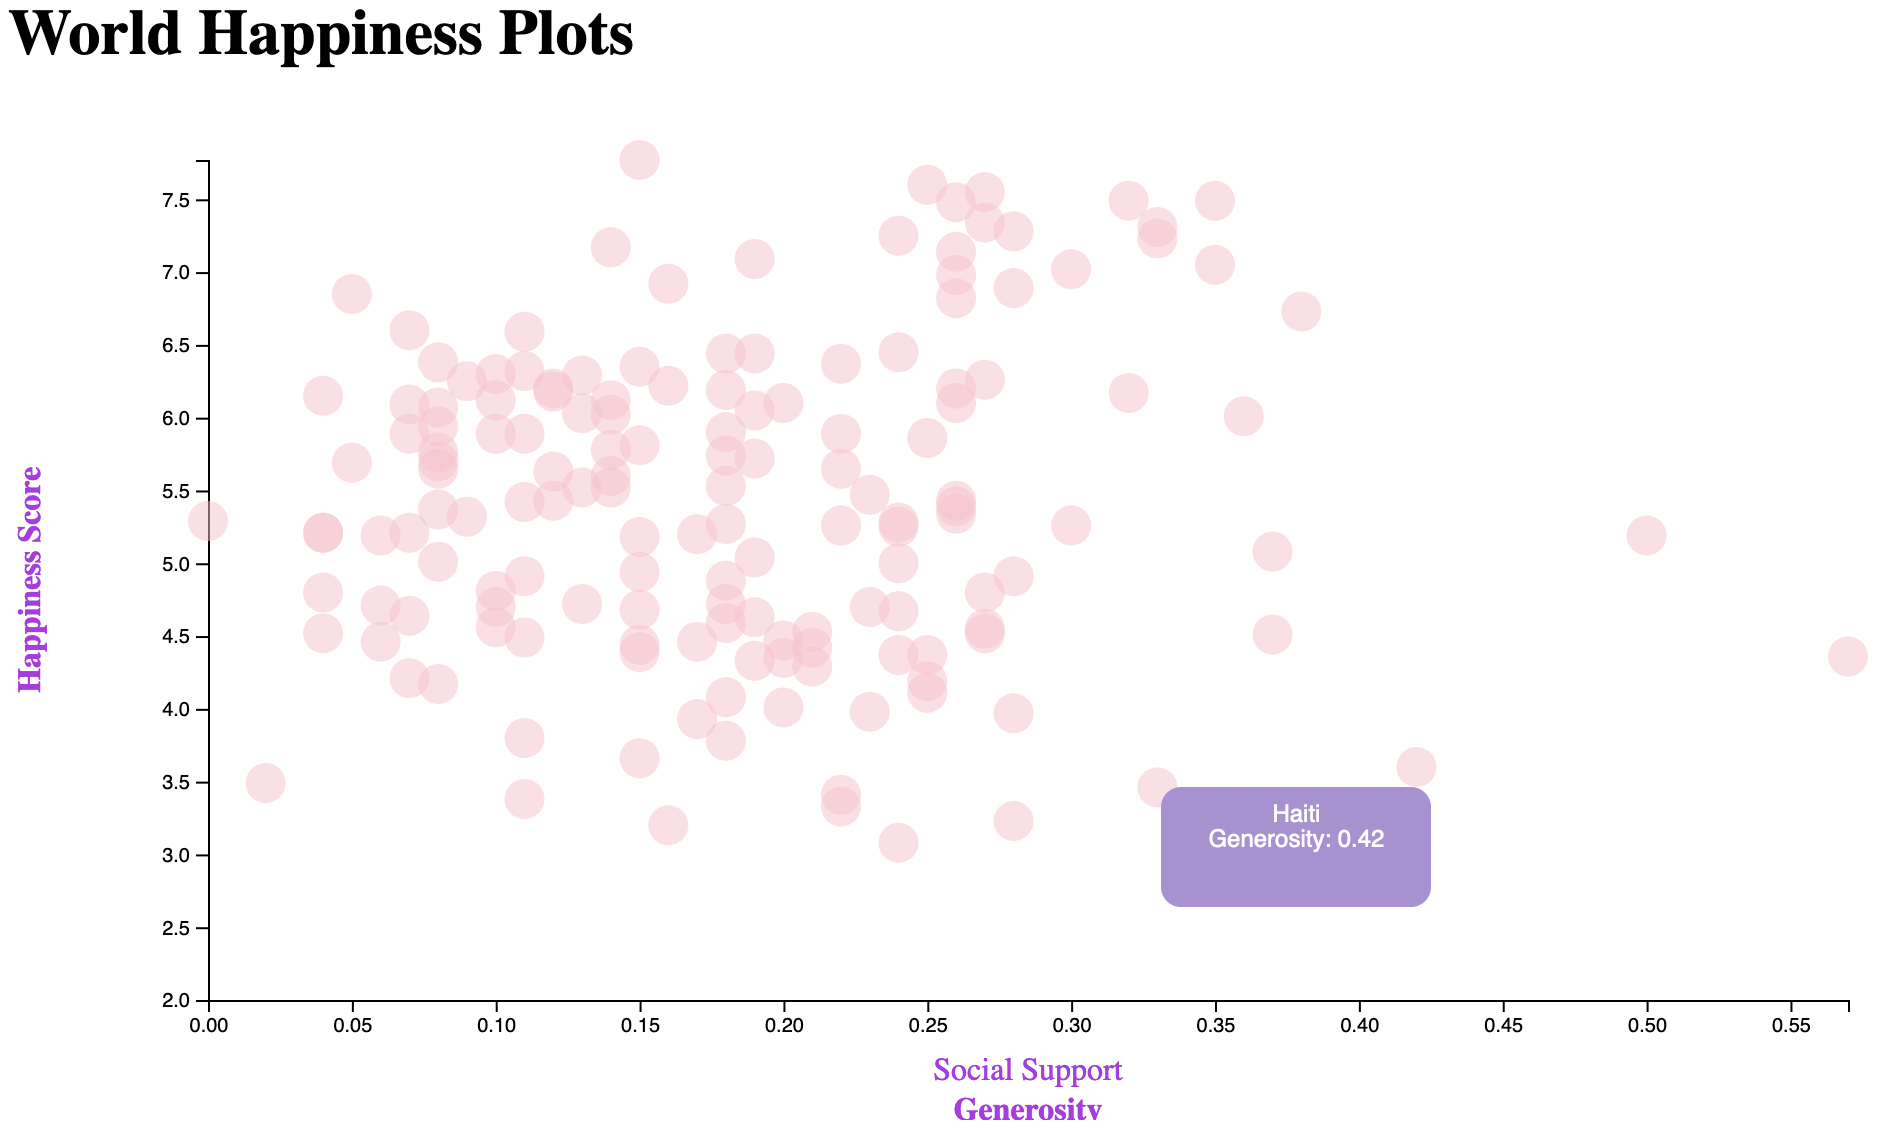 World Happiness Plots
7.5
7.0
6.5
6.0
5.5
5.0
4.5
4.0
3.5
3.0
2.5
2.0
Happiness Score
Haiti
Generosity: 0.42
0.00 0.05 0.10 0.15 0.20 0.25 0.30 0.35 0.40 0.45 0.50 0.55
Social Support
Generosity